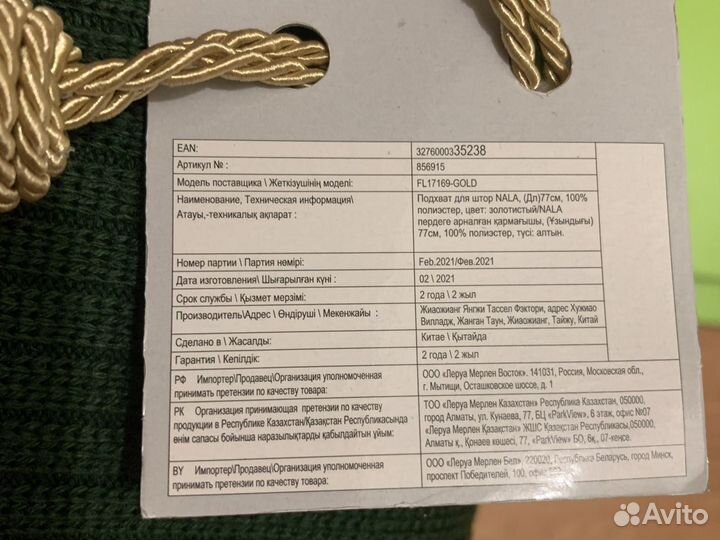 EAN: 3276000335238
Артикул № : 856915
Модель поставщика \ Жеткізушінің моделі: FL17169-GOLD
Наименование, Техническая информация\
Атауы,-техникалық ақпарат :
Подхват для штор NALA, (Дл)77см, 100%
полиэстер, цвет: золотистый/NALA
пердеге арналған қармағышы, (Ұзындығы)
77см, 100% полиэстер, түсі: алтын.
Номер партии \ Партия немірі: Feb.2021/Фев.2021
Дата изготовления\ Шығарылған күні : 02 \ 2021
Срок службы \ Қызмет мерзімі: 2 года \ 2 жыл
Производитель\Адрес \ Өндіруші \ Мекенжайы :
Жиаожианг Янгжи Тассел Фэктори, адрес Хужиао
Вилладж, Жанган Таун, Жиаожианг, Тайжу, Китай
Сделано в \ Жасалды: Китае \ Қытайда
Гарантия \ Кепілдік: 2 года \ 2 жыл
РФ Импортер\Продавец\Организация уполномоченная
принимать претензии по качеству товара:
ООО «Леруа Мерлен Восток». 141031, Россия, Московская обл.,
г. Мытищи, Осташковское шоссе, д. 1
РК Организация принимающая претензии по качеству
продукции в Республике Казахстан/Қазақстан Республикасында
өнім сапасы бойынша наразылықтарды қабылдайтын ұйым:
ТОО «Леруа Мерлен Казахстан» Республика Казахстан, 050000,
город Алматы, ул. Кунаева, 77, БЦ «ParkView», 6 этаж, офис №07
«Леруа Мерлен Қазақстан» ЖШС Қазақстан Республикасы,050000,
Алматы қ., Қонаев көшесі, 77, «ParkView» БО, 6қ., 07-кеңсе.
BY Импортер\Продавец\Организация уполномоченная
принимать претензии по качеству товара:
ООО «Леруа Мерлен Бел», 220020, Республика Беларусь, город Минск,
проспект Победителей, 100, офис
Avito